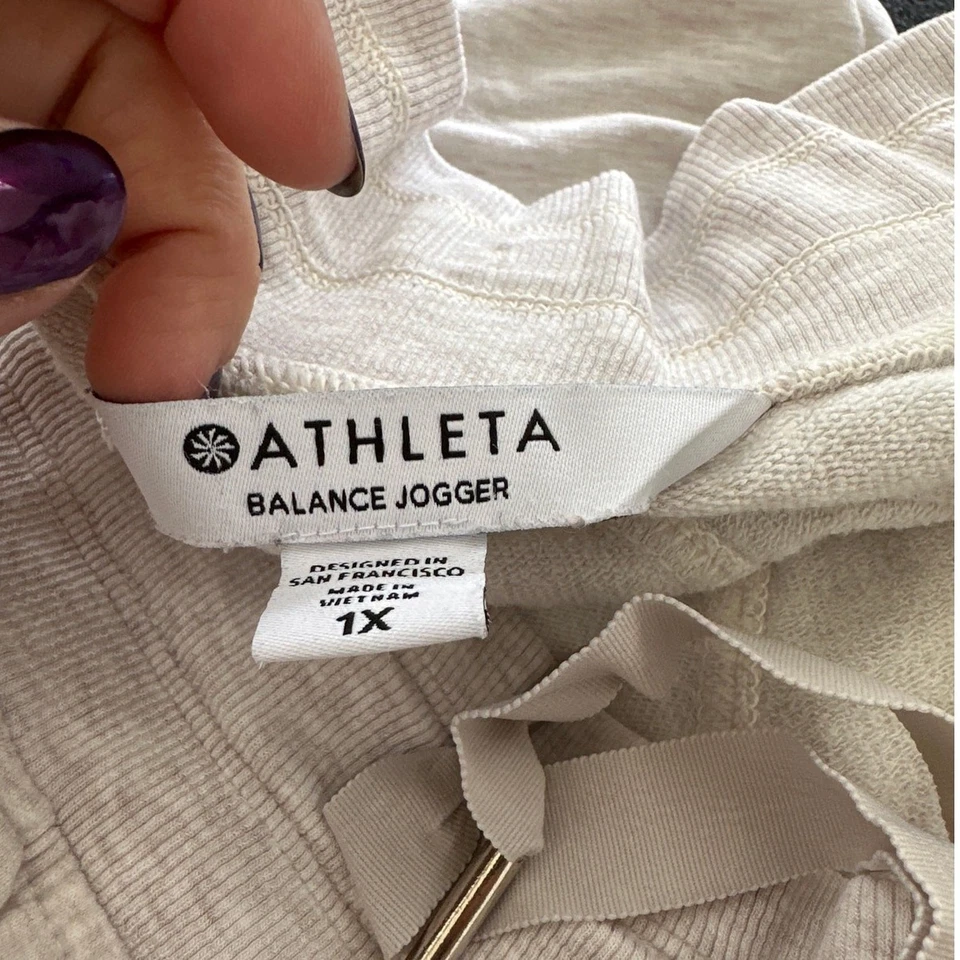 ATHLETA
BALANCE JOGGER
DESIGNED IN
SAN FRANCISCO
MADE IN
VIETNAM
1X